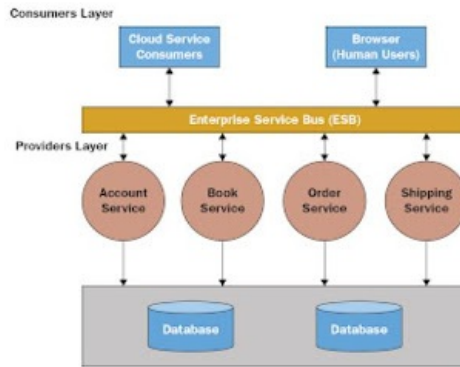 Consumers Layer
Cloud Service
Consumers
Browser
(Human Users)
Enterprise Service Bus (ESB)
Providers Layer
Account
Service
Book
Service
Order
Service
Shipping
Service
Database
Database